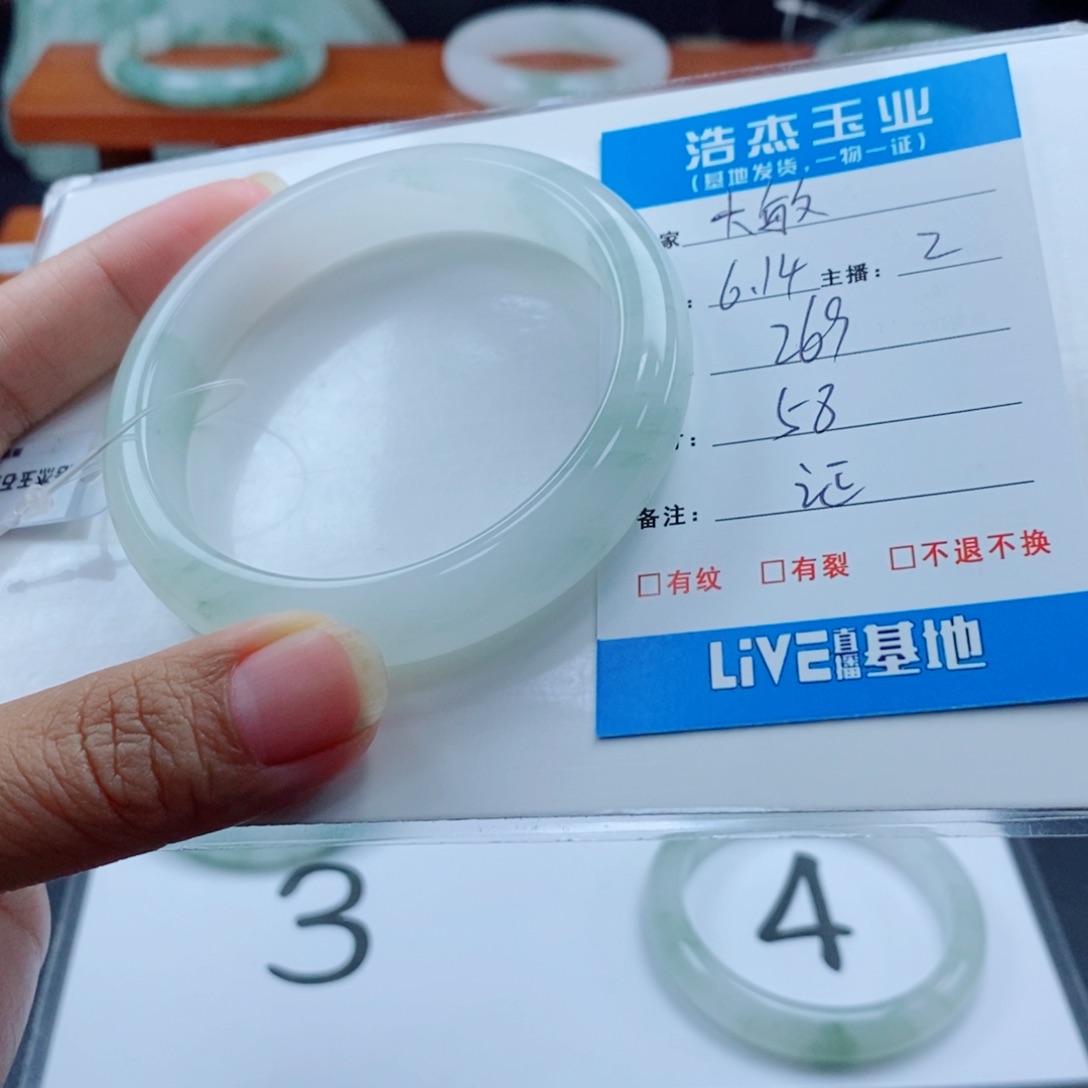 浩杰玉业
(基地发货,一物一证)
家 大敏
: 6.14 主播: 2
269
: 58
备注: 证
□有纹 □有裂 □不退不换
LiVE直播基地
3
4